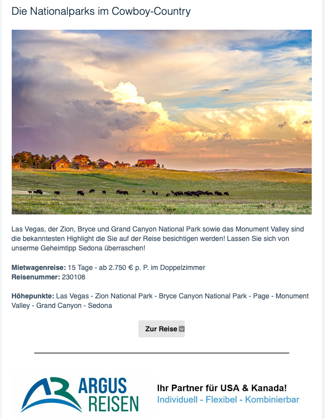 Die Nationalparks im Cowboy-Country
Las Vegas, der Zion, Bryce und Grand Canyon National Park sowie das Monument Valley sind
die bekanntesten Highlight die Sie auf der Reise besichtigen werden! Lassen Sie sich von
unserme Geheimtipp Sedona überraschen!
Mietwagenreise: 15 Tage - ab 2.750 € p. P. im Doppelzimmer
Reisenummer: 230108
Höhepunkte: Las Vegas - Zion National Park - Bryce Canyon National Park - Page - Monument
Valley - Grand Canyon - Sedona
Zur Reise
ARGUS
REISEN
Ihr Partner für USA & Kanada!
Individuell - Flexibel - Kombinierbar